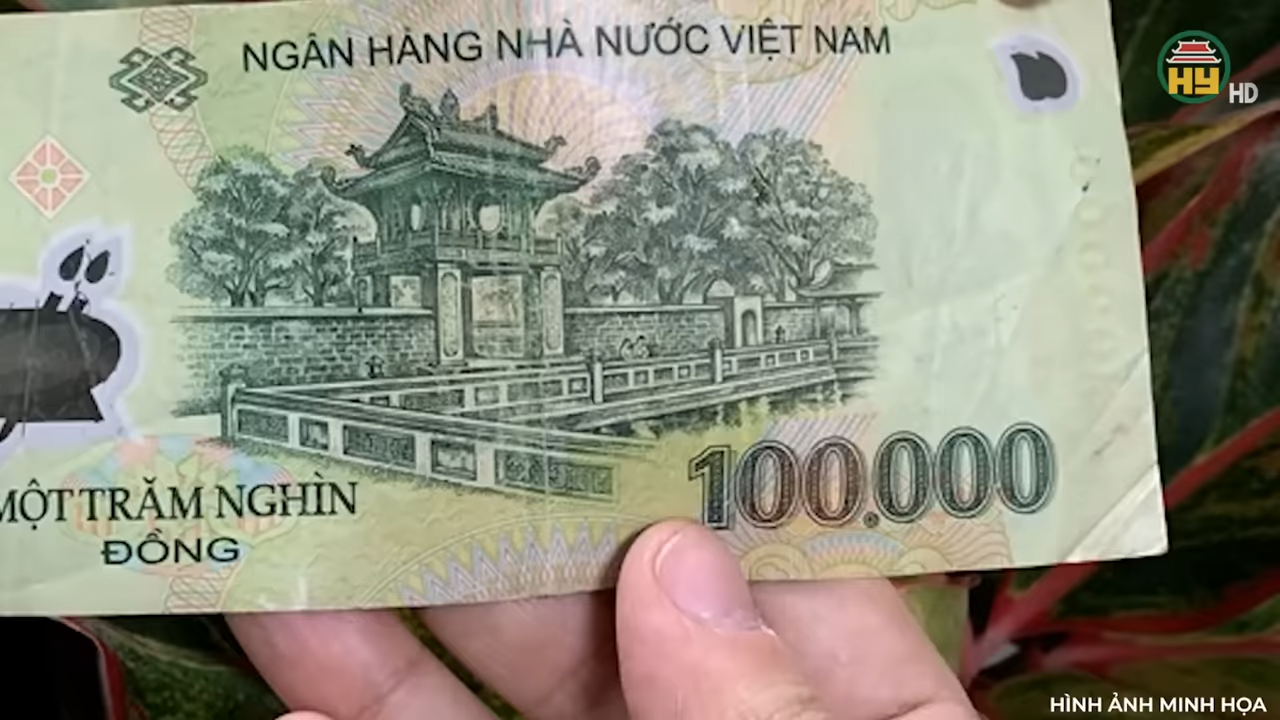 NGÂN HÀNG NHÀ NƯỚC VIỆT NAM
HY
HD
100.000
MỘT TRĂM NGHÌN
ĐỒNG
HÌNH ẢNH MINH HỌA